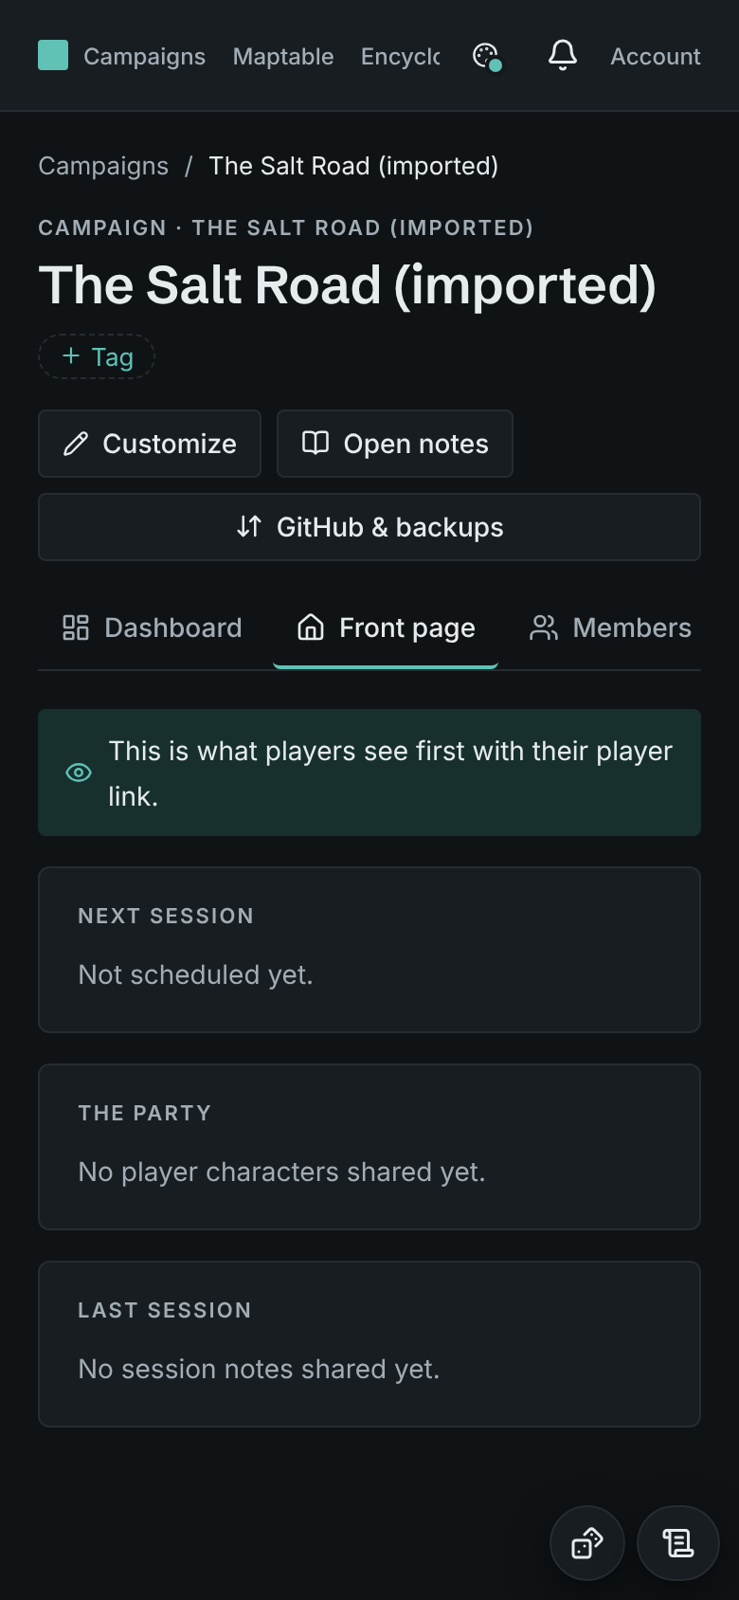 Campaigns Maptable Encyclo Account
Campaigns / The Salt Road (imported)
CAMPAIGN · THE SALT ROAD (IMPORTED)
The Salt Road (imported)
+ Tag
Customize Open notes
GitHub & backups
Dashboard Front page Members
This is what players see first with their player
link.
NEXT SESSION
Not scheduled yet.
THE PARTY
No player characters shared yet.
LAST SESSION
No session notes shared yet.